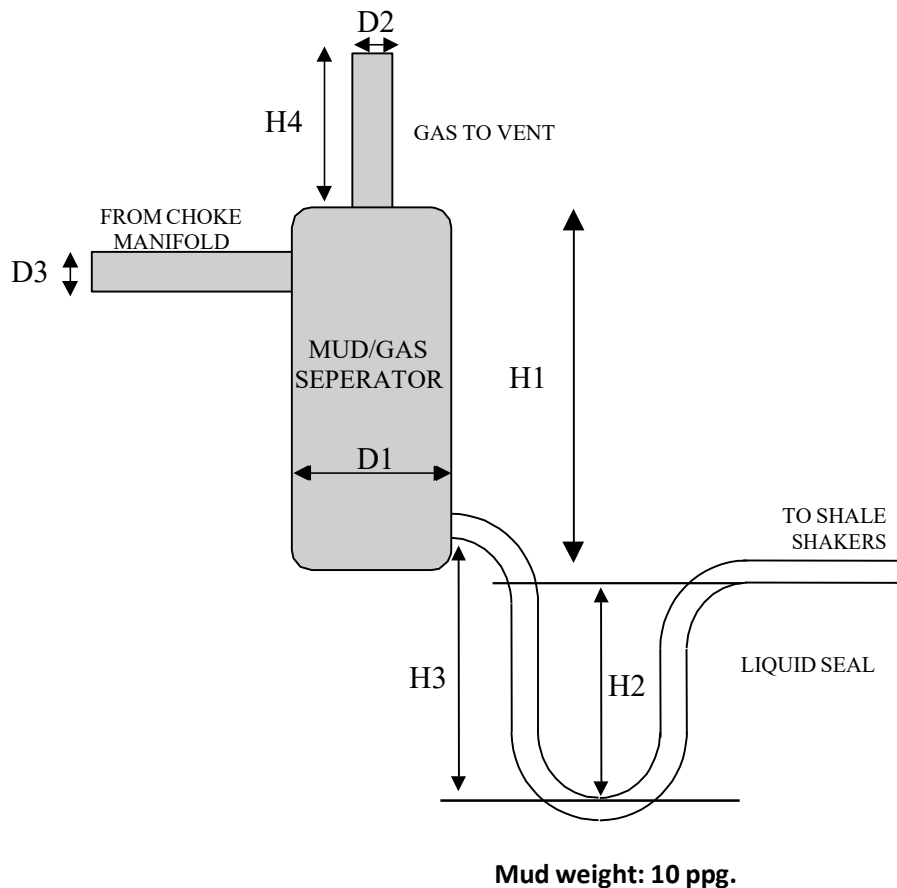 D2
H4
GAS TO VENT
FROM CHOKE
MANIFOLD
D3
MUD/GAS
SEPERATOR
H1
D1
TO SHALE
SHAKERS
H3
H2
LIQUID SEAL
Mud weight: 10 ppg.